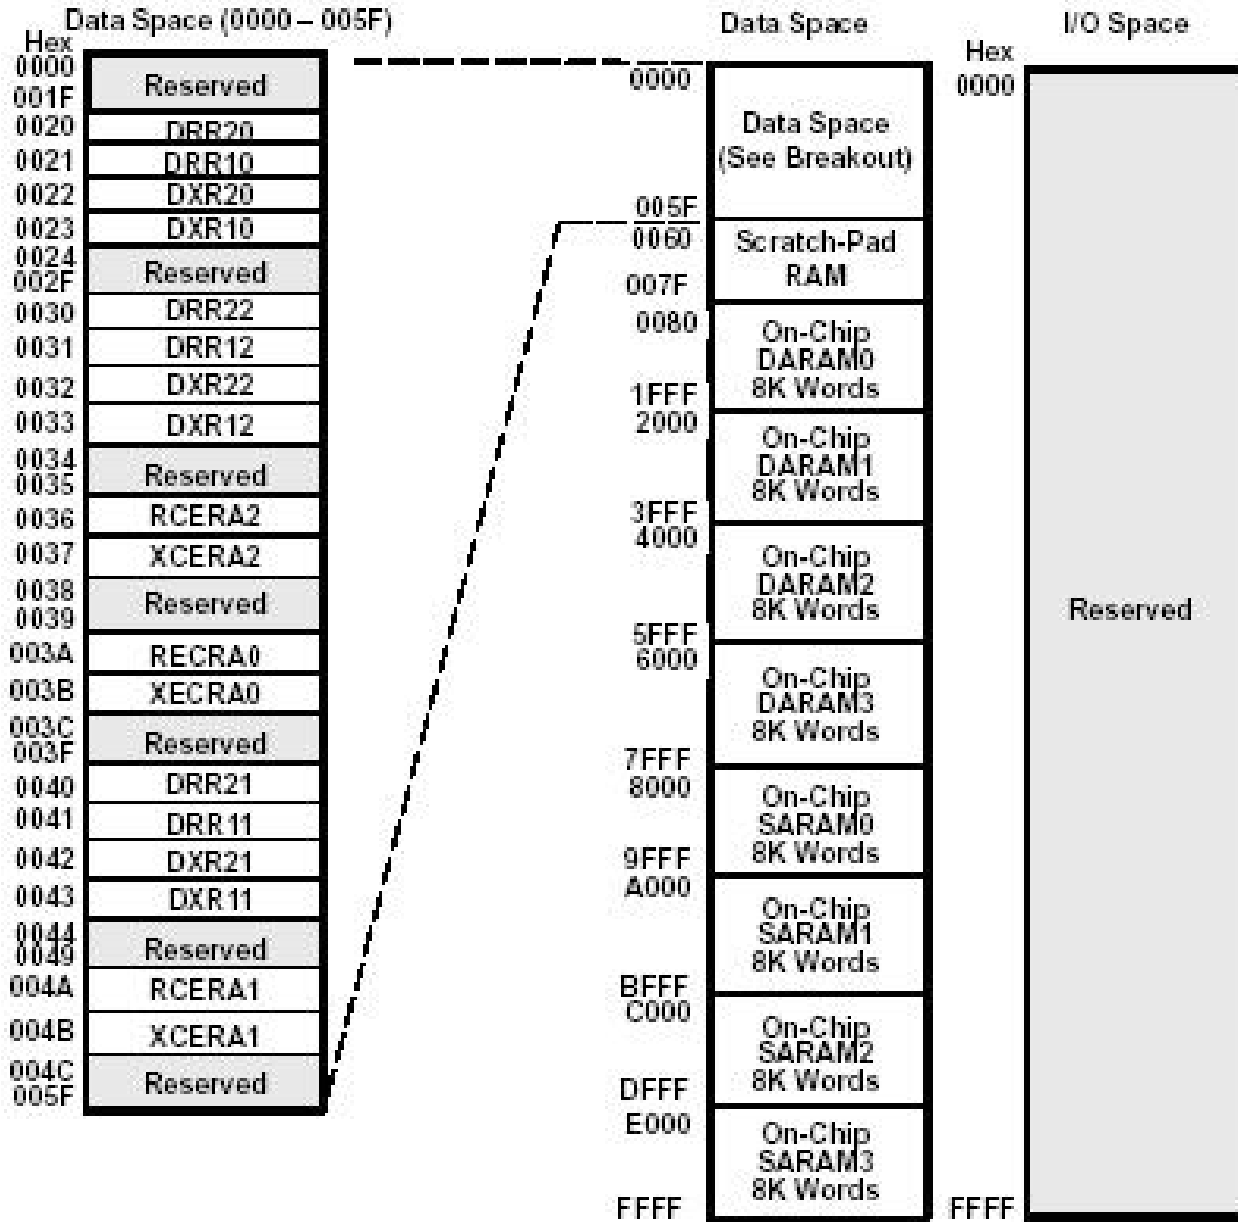 Data Space (0000 – 005F)
Hex
0000
001F
Reserved
0020
DRR20
0021
DRR10
0022
DXR20
0023
DXR10
0024
002F
Reserved
0030
DRR22
0031
DRR12
0032
DXR22
0033
DXR12
0034
0035
Reserved
0036
RCERA2
0037
XCERA2
0038
0039
Reserved
003A
RECRA0
003B
XECRA0
003C
003F
Reserved
0040
DRR21
0041
DRR11
0042
DXR21
0043
DXR11
0044
0049
Reserved
004A
RCERA1
004B
XCERA1
004C
005F
Reserved
Data Space
0000
Data Space
(See Breakout)
005F
0060
Scratch-Pad
RAM
007F
0080
On-Chip
DARAM0
8K Words
1FFF
2000
On-Chip
DARAM1
8K Words
3FFF
4000
On-Chip
DARAM2
8K Words
5FFF
6000
On-Chip
DARAM3
8K Words
7FFF
8000
On-Chip
SARAM0
8K Words
9FFF
A000
On-Chip
SARAM1
8K Words
BFFF
C000
On-Chip
SARAM2
8K Words
DFFF
E000
On-Chip
SARAM3
8K Words
FFFF
I/O Space
Hex
0000
Reserved
FFFF